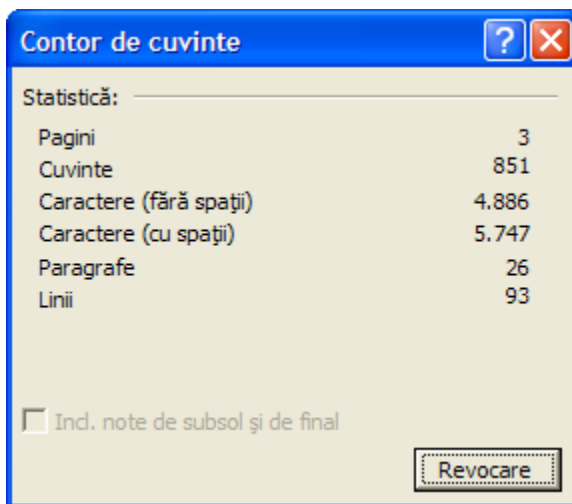 Contor de cuvinte
Statistică:
Pagini 3
Cuvinte 851
Caractere (fără spaţii) 4.886
Caractere (cu spaţii) 5.747
Paragrafe 26
Linii 93
Incl. note de subsol şi de final
Revocare